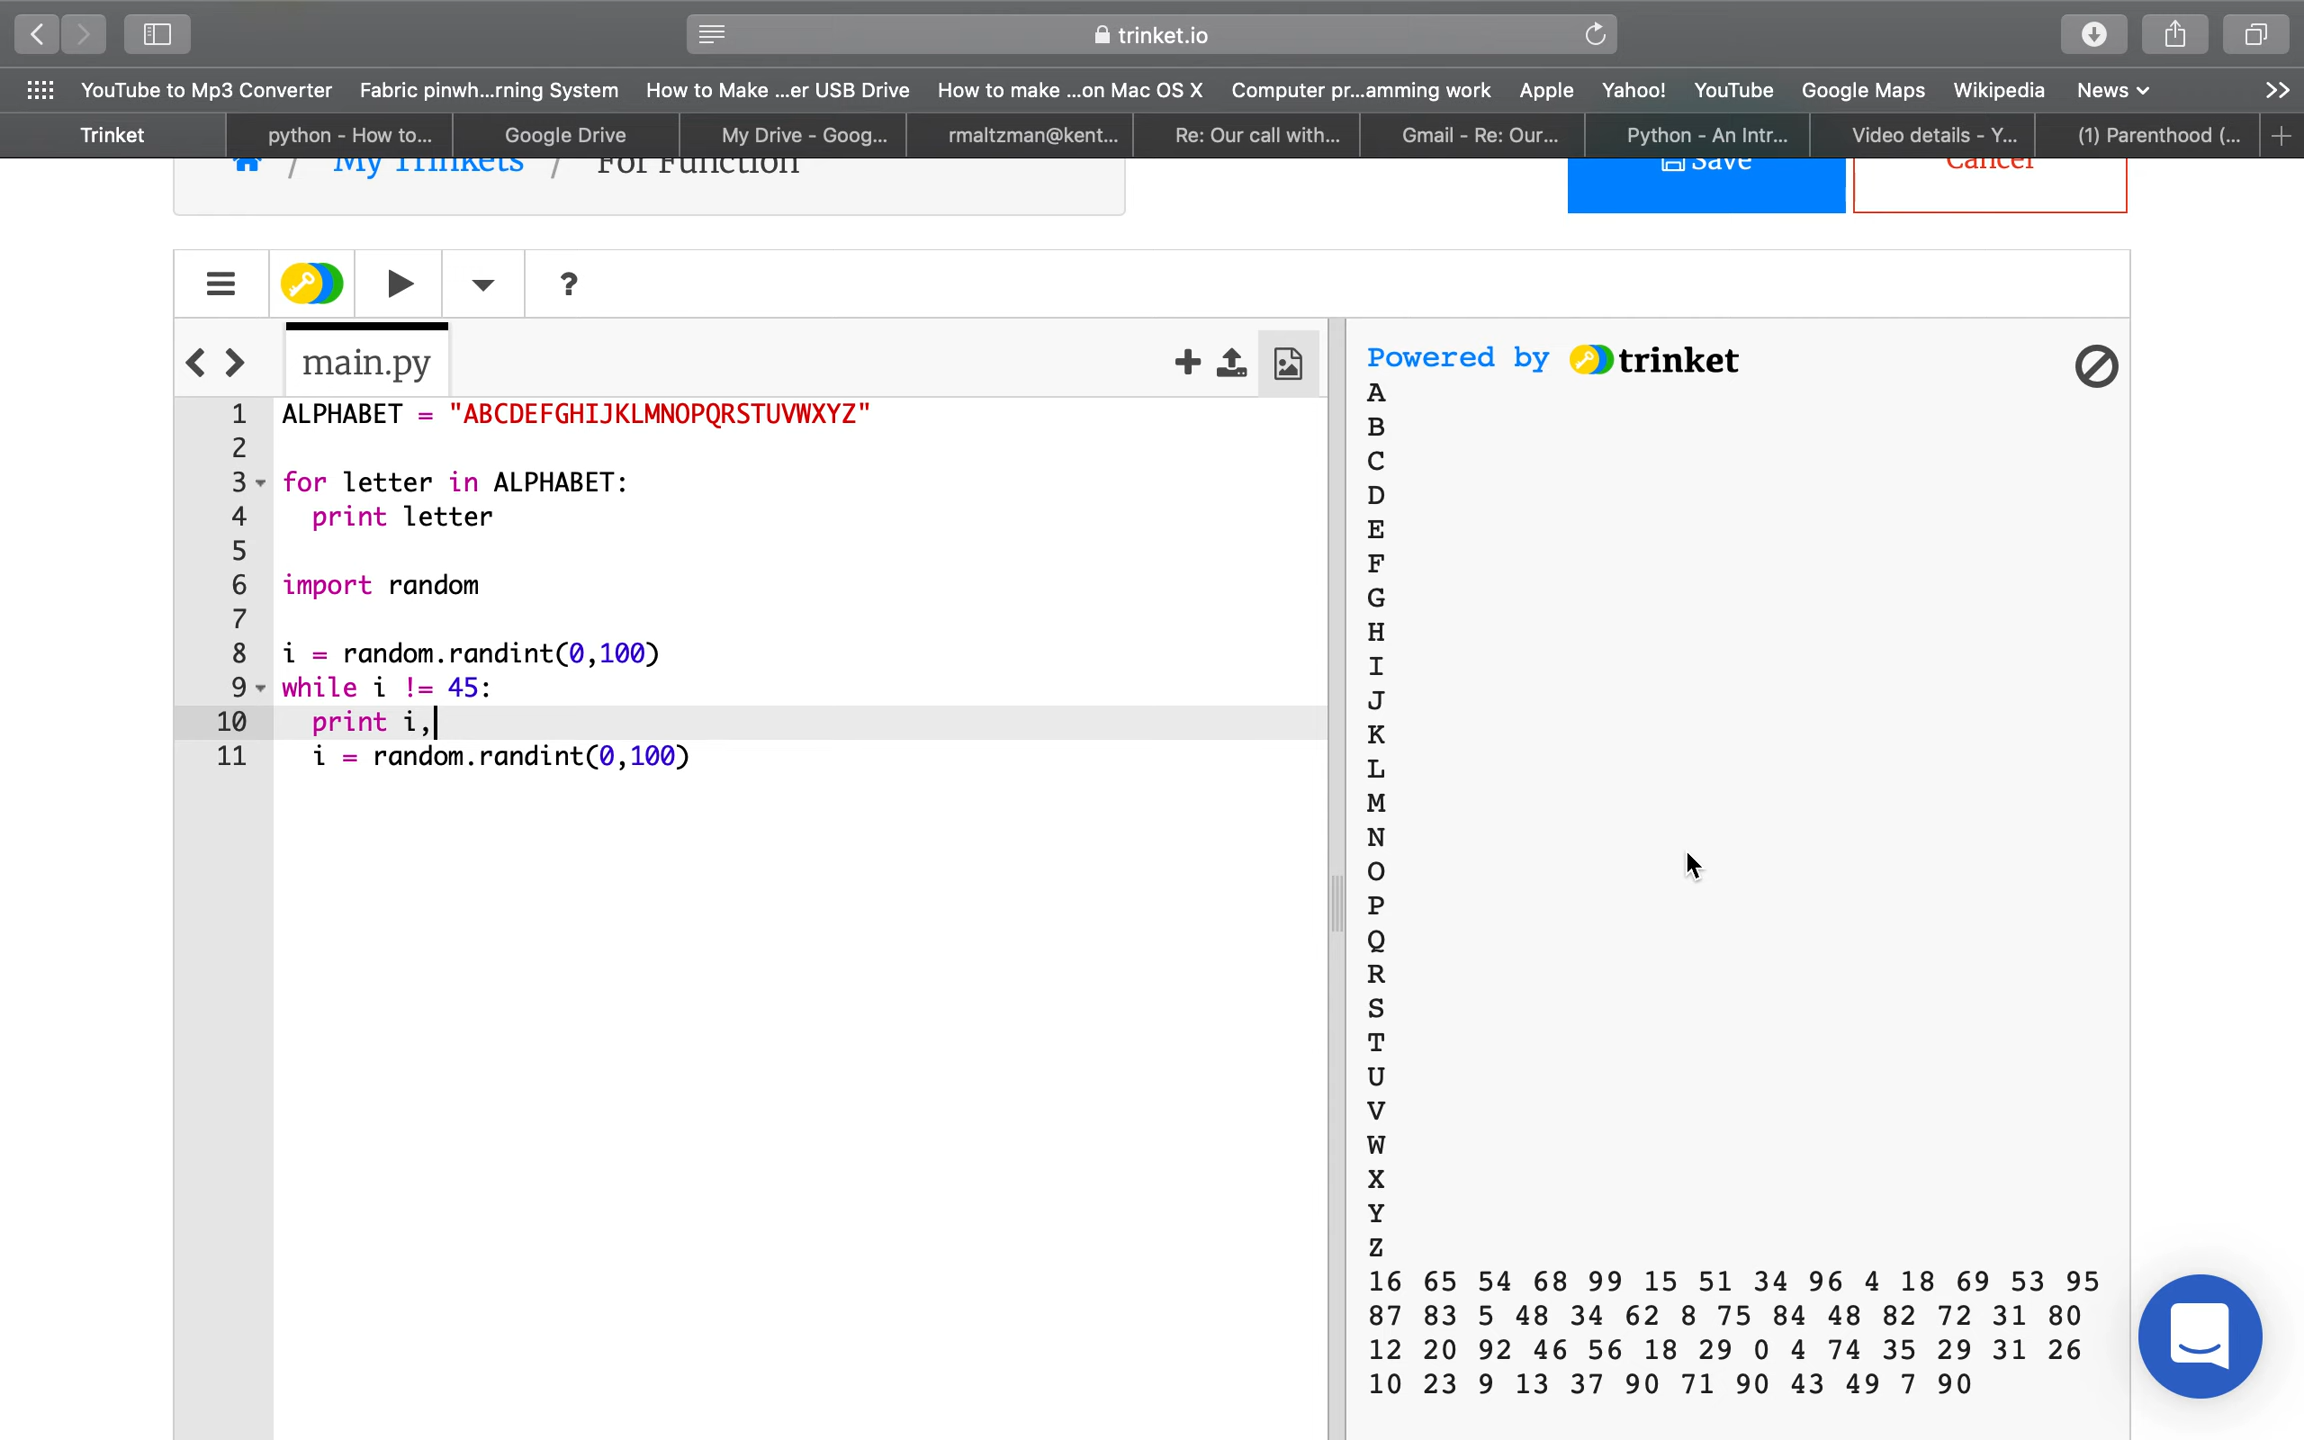 trinket.io
YouTube to Mp3 Converter Fabric pinwh...rning System How to Make ...er USB Drive How to make ...on Mac OS X Computer pr...amming work Apple Yahoo! YouTube Google Maps Wikipedia News
Trinket python - How to... Google Drive My Drive - Goog... rmaltzman@kent... Re: Our call with... Gmail - Re: Our... Python - An Intr... Video details - Y... (1) Parenthood (...
/ My Trinkets / For Function Save Cancel
?
main.py
Powered by trinket
1 ALPHABET = "ABCDEFGHIJKLMNOPQRSTUVWXYZ"
2
3 for letter in ALPHABET:
4 print letter
5
6 import random
7
8 i = random.randint(0,100)
9 while i != 45:
10 print i,
11 i = random.randint(0,100)
A
B
C
D
E
F
G
H
I
J
K
L
M
N
O
P
Q
R
S
T
U
V
W
X
Y
Z
16 65 54 68 99 15 51 34 96 4 18 69 53 95
87 83 5 48 34 62 8 75 84 48 82 72 31 80
12 20 92 46 56 18 29 0 4 74 35 29 31 26
10 23 9 13 37 90 71 90 43 49 7 90